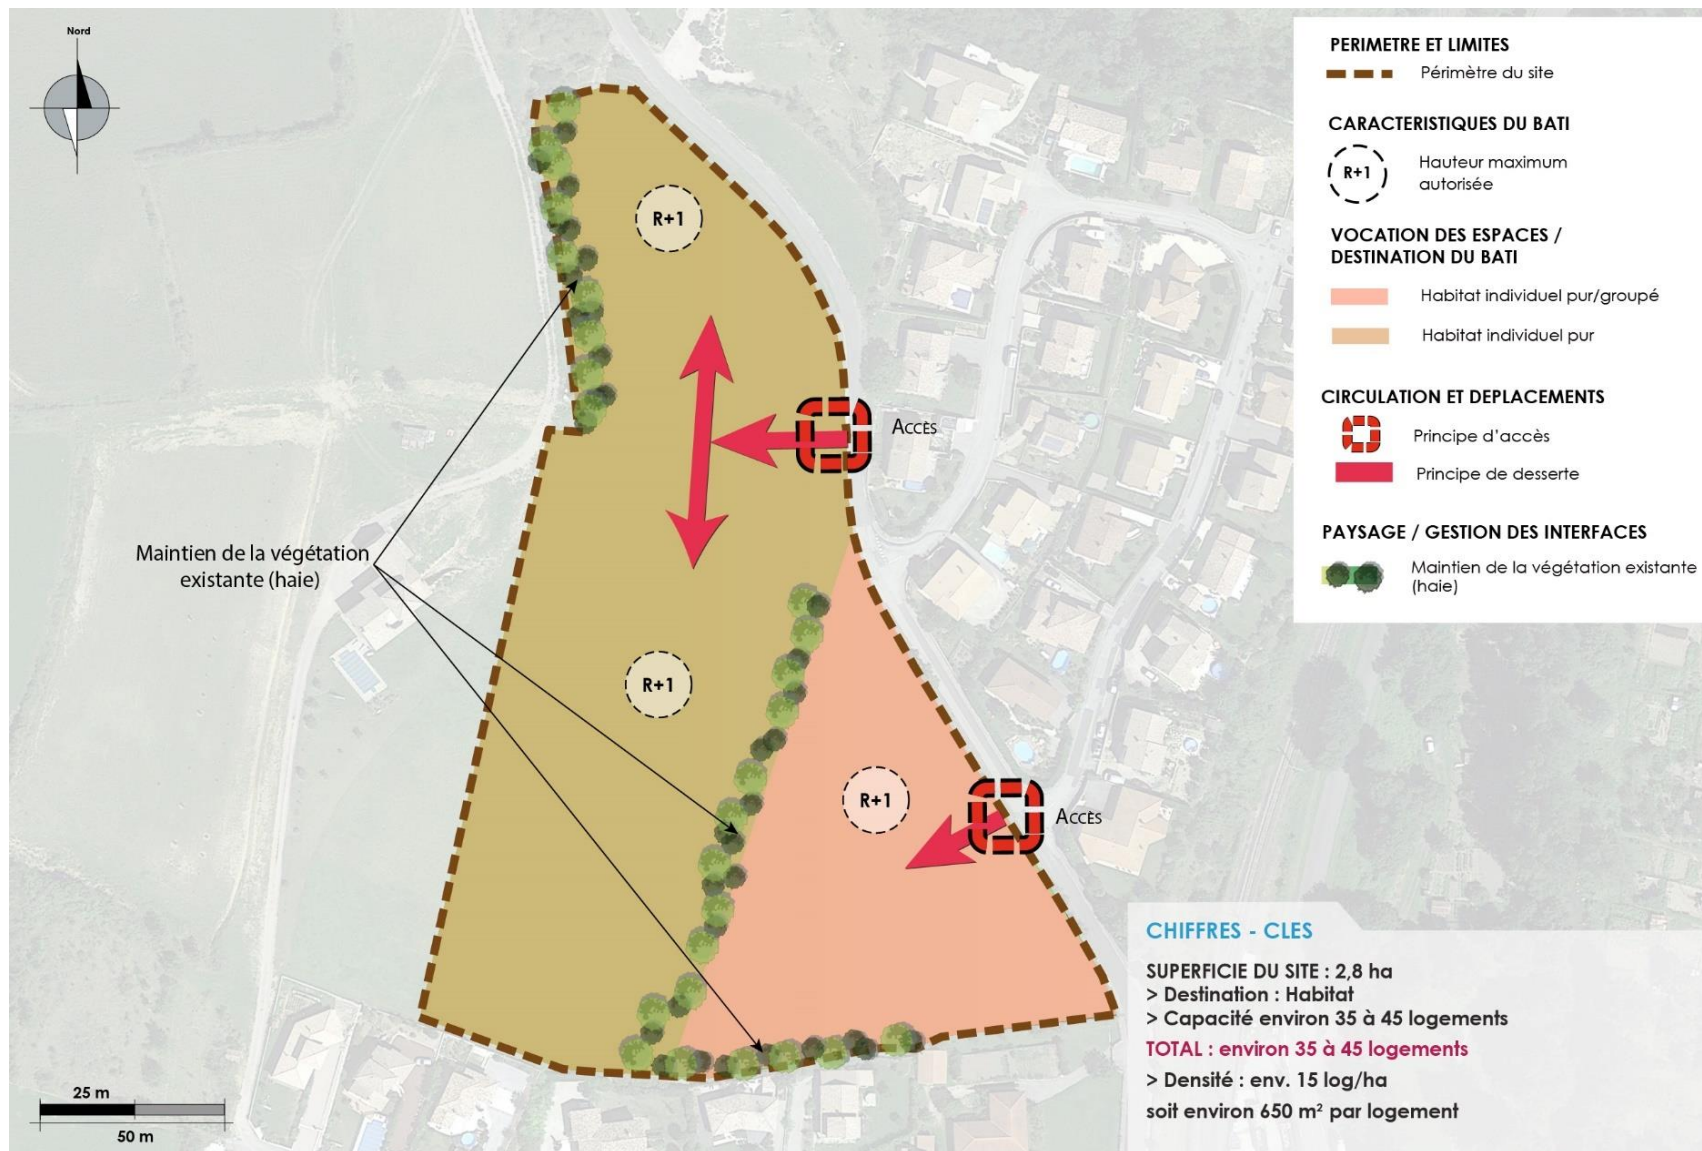 Nord
R+1
Accès
Maintien de la végétation
existante (haie)
R+1
R+1
Accès
25 m
50 m
PERIMETRE ET LIMITES
Périmètre du site
CARACTERISTIQUES DU BATI
R+1
Hauteur maximum
autorisée
VOCATION DES ESPACES /
DESTINATION DU BATI
Habitat individuel pur/groupé
Habitat individuel pur
CIRCULATION ET DEPLACEMENTS
Principe d'accès
Principe de desserte
PAYSAGE / GESTION DES INTERFACES
Maintien de la végétation existante
(haie)
CHIFFRES - CLES
SUPERFICIE DU SITE : 2,8 ha
> Destination : Habitat
> Capacité environ 35 à 45 logements
TOTAL : environ 35 à 45 logements
> Densité : env. 15 log/ha
soit environ 650 m² par logement